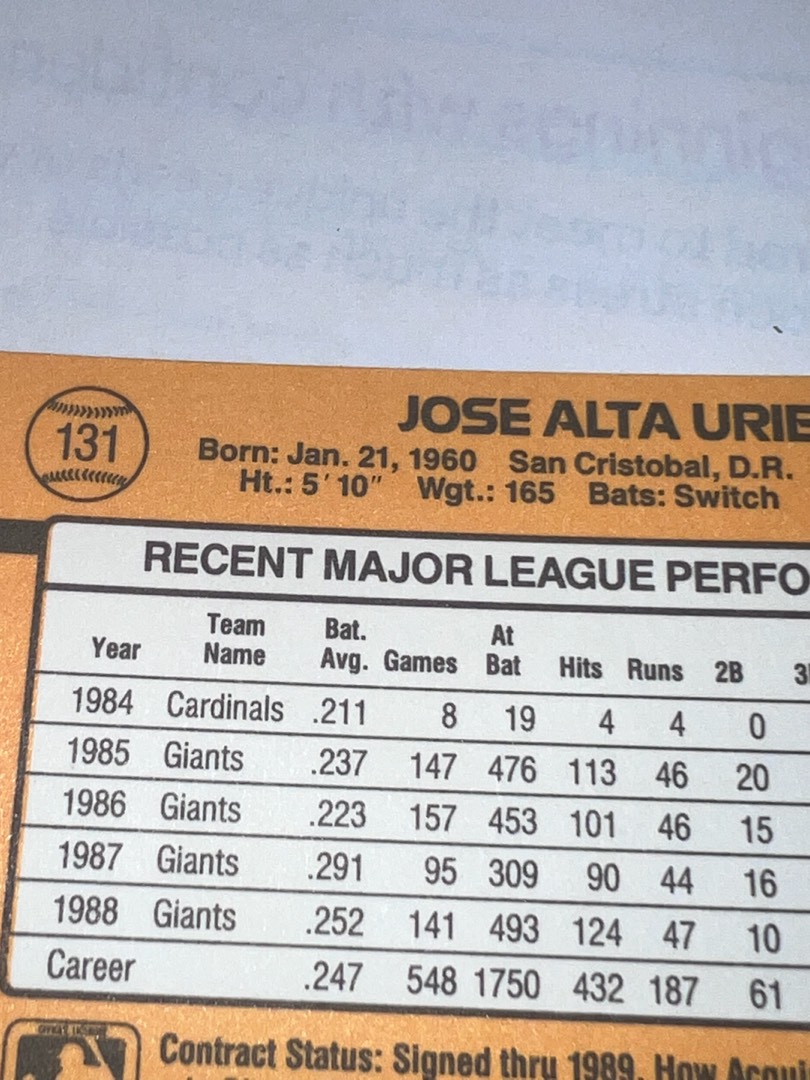 131
JOSE ALTA URIE
Born: Jan. 21, 1960 San Cristobal, D.R.
Ht.: 5'10" Wgt.: 165 Bats: Switch
RECENT MAJOR LEAGUE PERFO
Year Team Name Bat. Avg. Games At Bat Hits Runs 2B 3
1984 Cardinals .211 8 19 4 4 0
1985 Giants .237 147 476 113 46 20
1986 Giants .223 157 453 101 46 15
1987 Giants .291 95 309 90 44 16
1988 Giants .252 141 493 124 47 10
Career .247 548 1750 432 187 61
Contract Status: Signed thru 1989. How Acqui